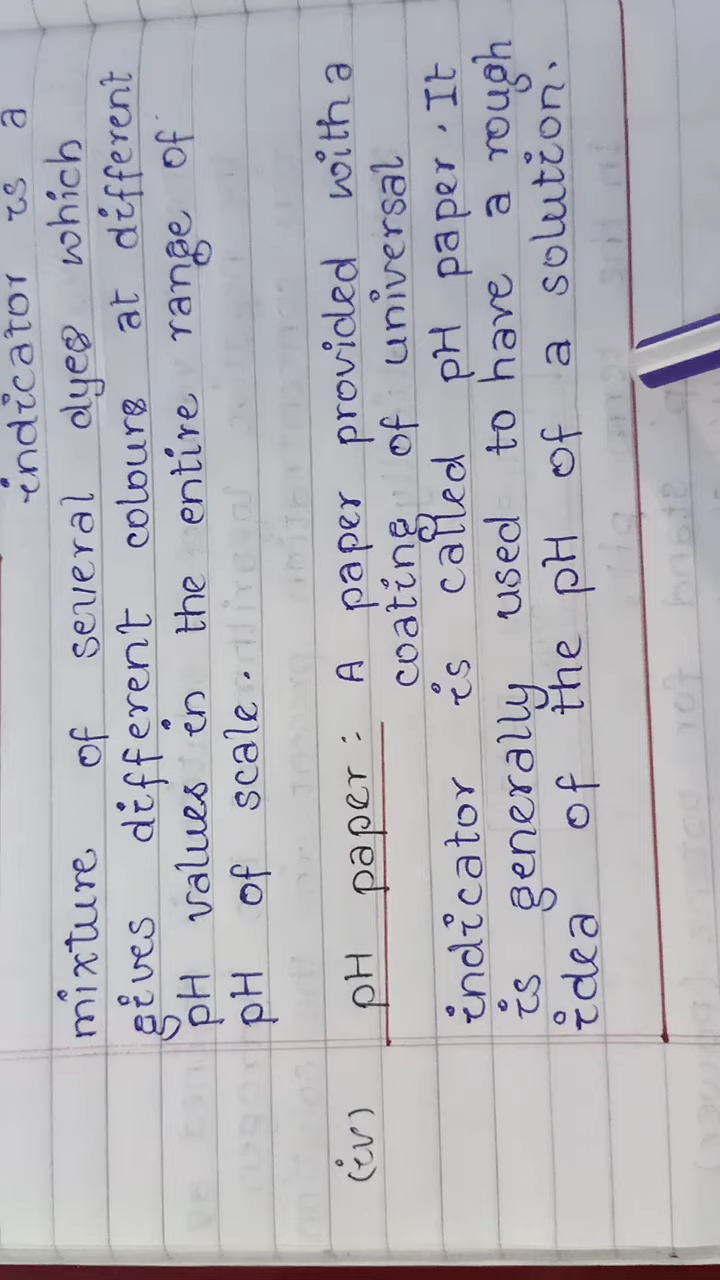 indicator is a
mixture of several dyes which
gives different colours at different
pH values in the entire range of
pH of scale.
(iv) pH paper: A paper provided with a
coating of universal
indicator is called pH paper. It
is generally used to have a rough
idea of the pH of a solution.